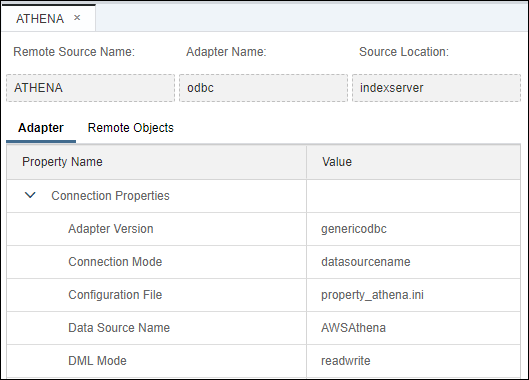 ATHENA ×
Remote Source Name: Adapter Name: Source Location:
ATHENA odbc indexserver
Adapter Remote Objects
Property Name Value
Connection Properties
Adapter Version genericodbc
Connection Mode datasourcename
Configuration File property_athena.ini
Data Source Name AWSAthena
DML Mode readwrite